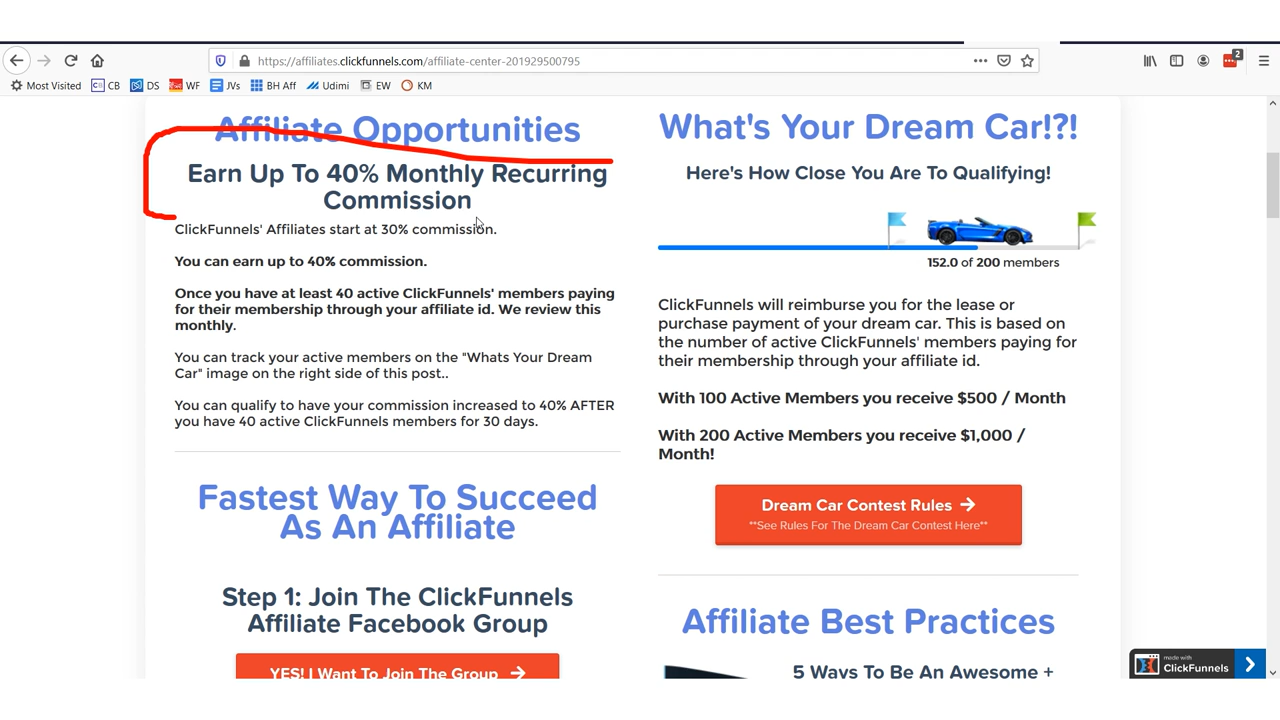 https://affiliates.clickfunnels.com/affiliate-center-201929500795
2
Most Visited CB DS WF JVs BH Aff Udimi EW KM
Affiliate Opportunities
Earn Up To 40% Monthly Recurring
Commission
ClickFunnels' Affiliates start at 30% commission.
You can earn up to 40% commission.
Once you have at least 40 active ClickFunnels' members paying
for their membership through your affiliate id. We review this
monthly.
You can track your active members on the "Whats Your Dream
Car" image on the right side of this post..
You can qualify to have your commission increased to 40% AFTER
you have 40 active ClickFunnels members for 30 days.
Fastest Way To Succeed
As An Affiliate
Step 1: Join The ClickFunnels
Affiliate Facebook Group
YES! I Want To Join The Group
What's Your Dream Car!?!
Here's How Close You Are To Qualifying!
152.0 of 200 members
ClickFunnels will reimburse you for the lease or
purchase payment of your dream car. This is based on
the number of active ClickFunnels' members paying for
their membership through your affiliate id.
With 100 Active Members you receive $500 / Month
With 200 Active Members you receive $1,000 /
Month!
Dream Car Contest Rules
**See Rules For The Dream Car Contest Here**
Affiliate Best Practices
5 Ways To Be An Awesome +
made with
ClickFunnels